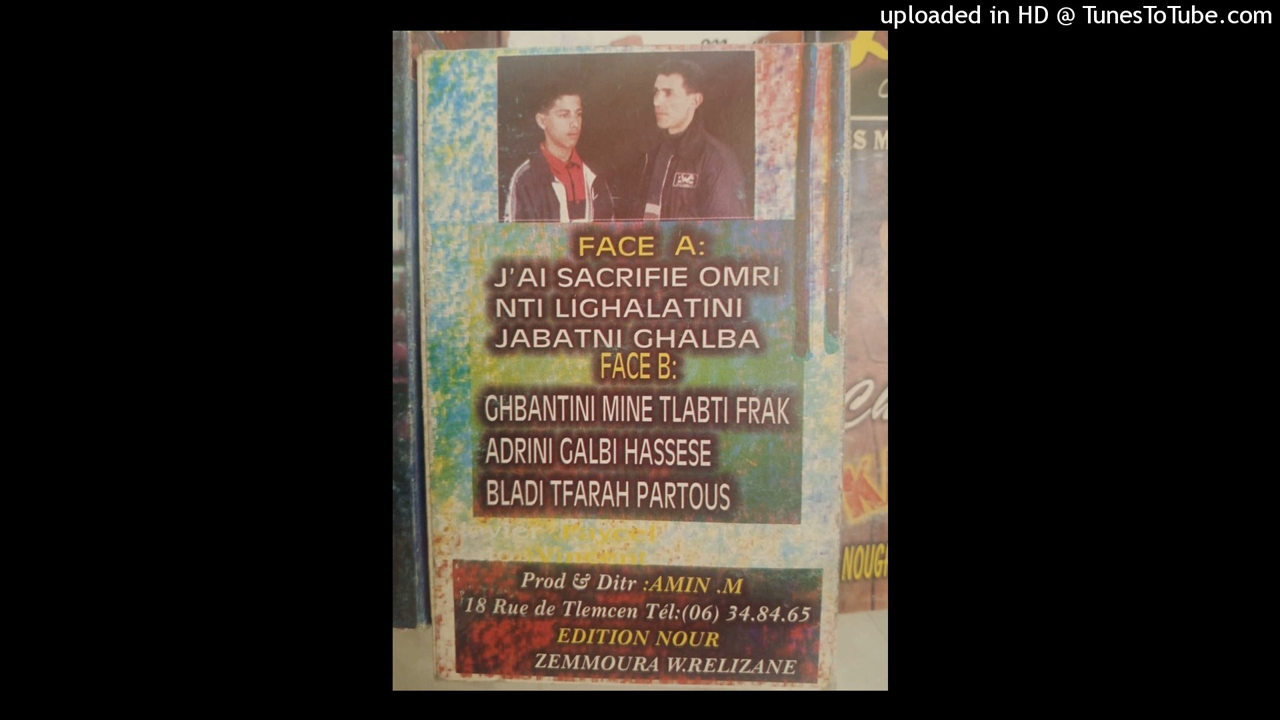 uploaded in HD @ TunesToTube.com
FACE A:
J'AI SACRIFIE OMRI
NTI LIGHALATINI
JABATNI GHALBA
FACE B:
GHBANTINI MINE TLABTI FRAK
ADRINI GALBI HASSESE
BLADI TFARAH PARTOUS
Prod & Ditr :AMIN .M
18 Rue de Tlemcen Tél:(06) 34.84.65
EDITION NOUR
ZEMMOURA W.RELIZANE